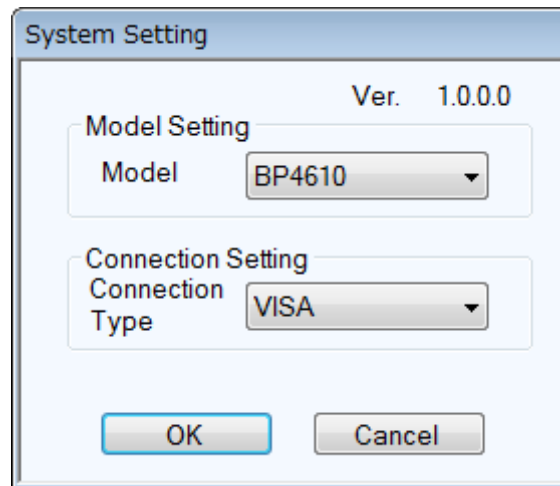 System Setting
Ver. 1.0.0.0
Model Setting
Model BP4610
Connection Setting
Connection
Type VISA
OK Cancel